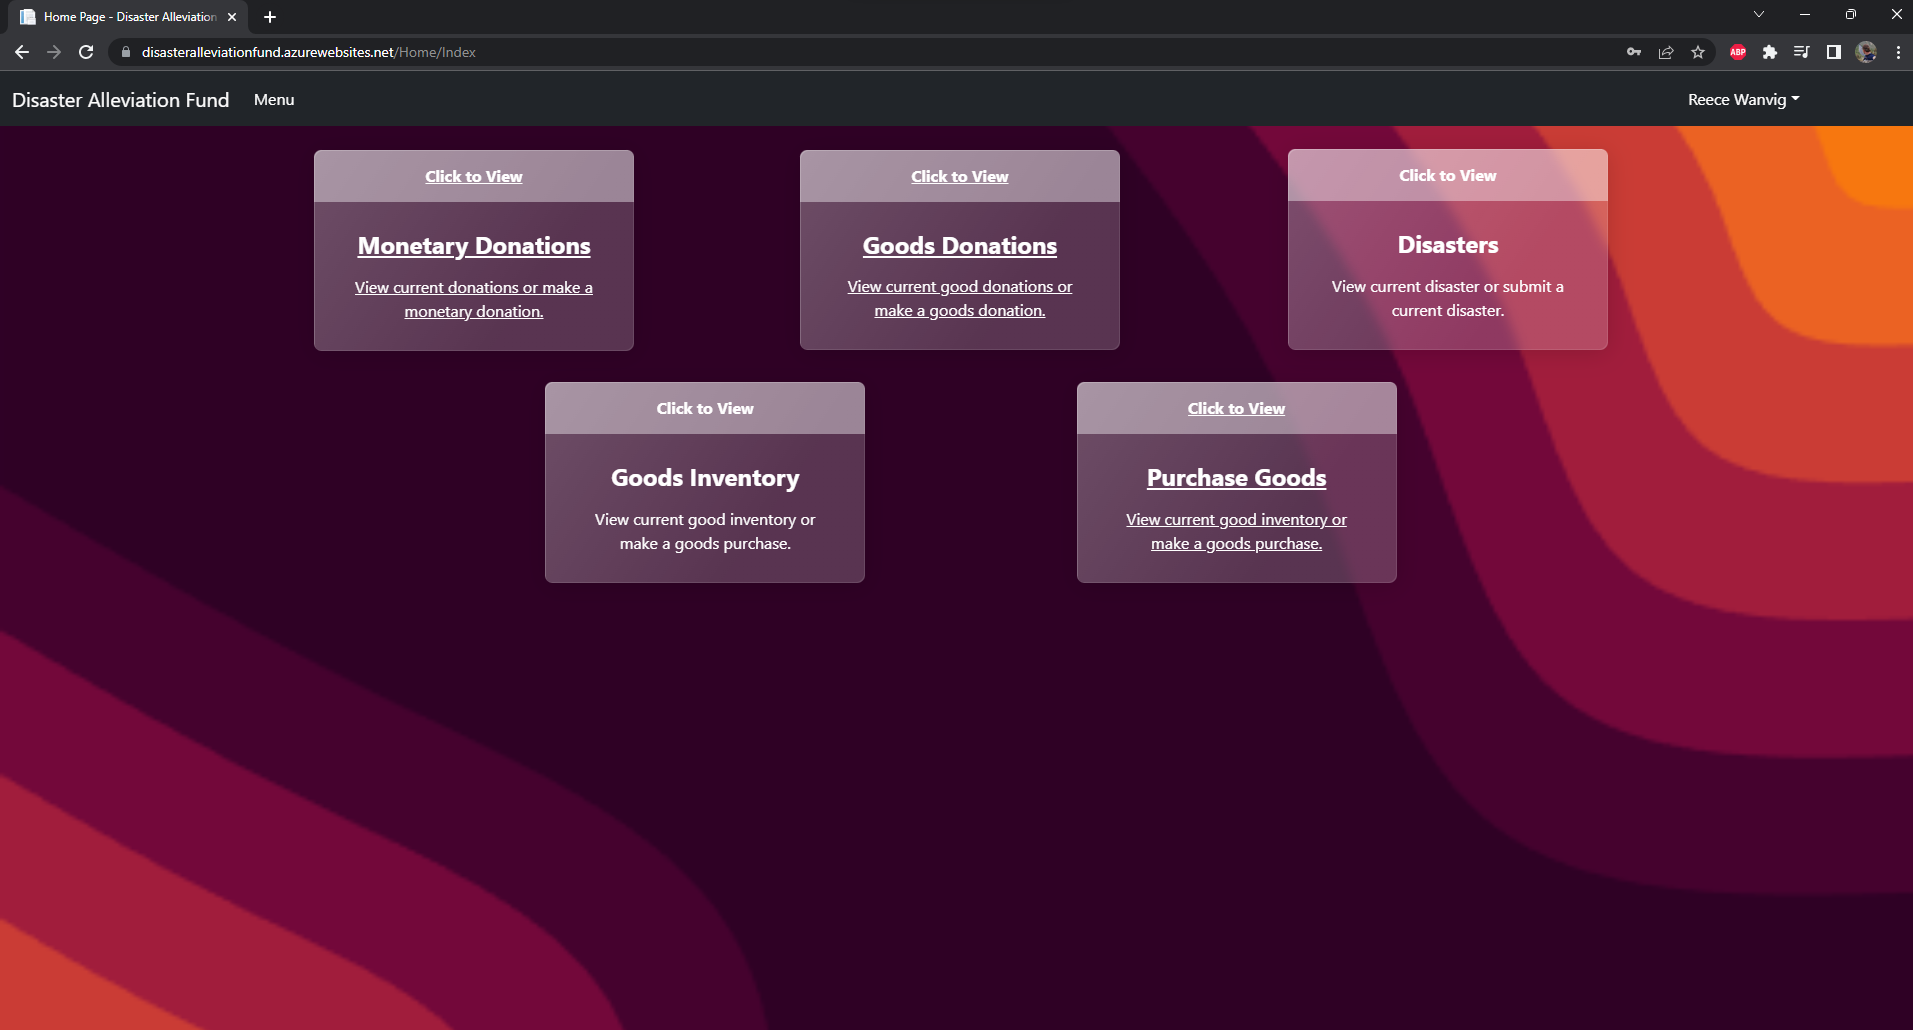 Home Page - Disaster Alleviation
disasteralleviationfund.azurewebsites.net/Home/Index
ABP
Disaster Alleviation Fund Menu Reece Wanvig
Click to View
Monetary Donations
View current donations or make a
monetary donation.
Click to View
Goods Donations
View current good donations or
make a goods donation.
Click to View
Disasters
View current disaster or submit a
current disaster.
Click to View
Goods Inventory
View current good inventory or
make a goods purchase.
Click to View
Purchase Goods
View current good inventory or
make a goods purchase.